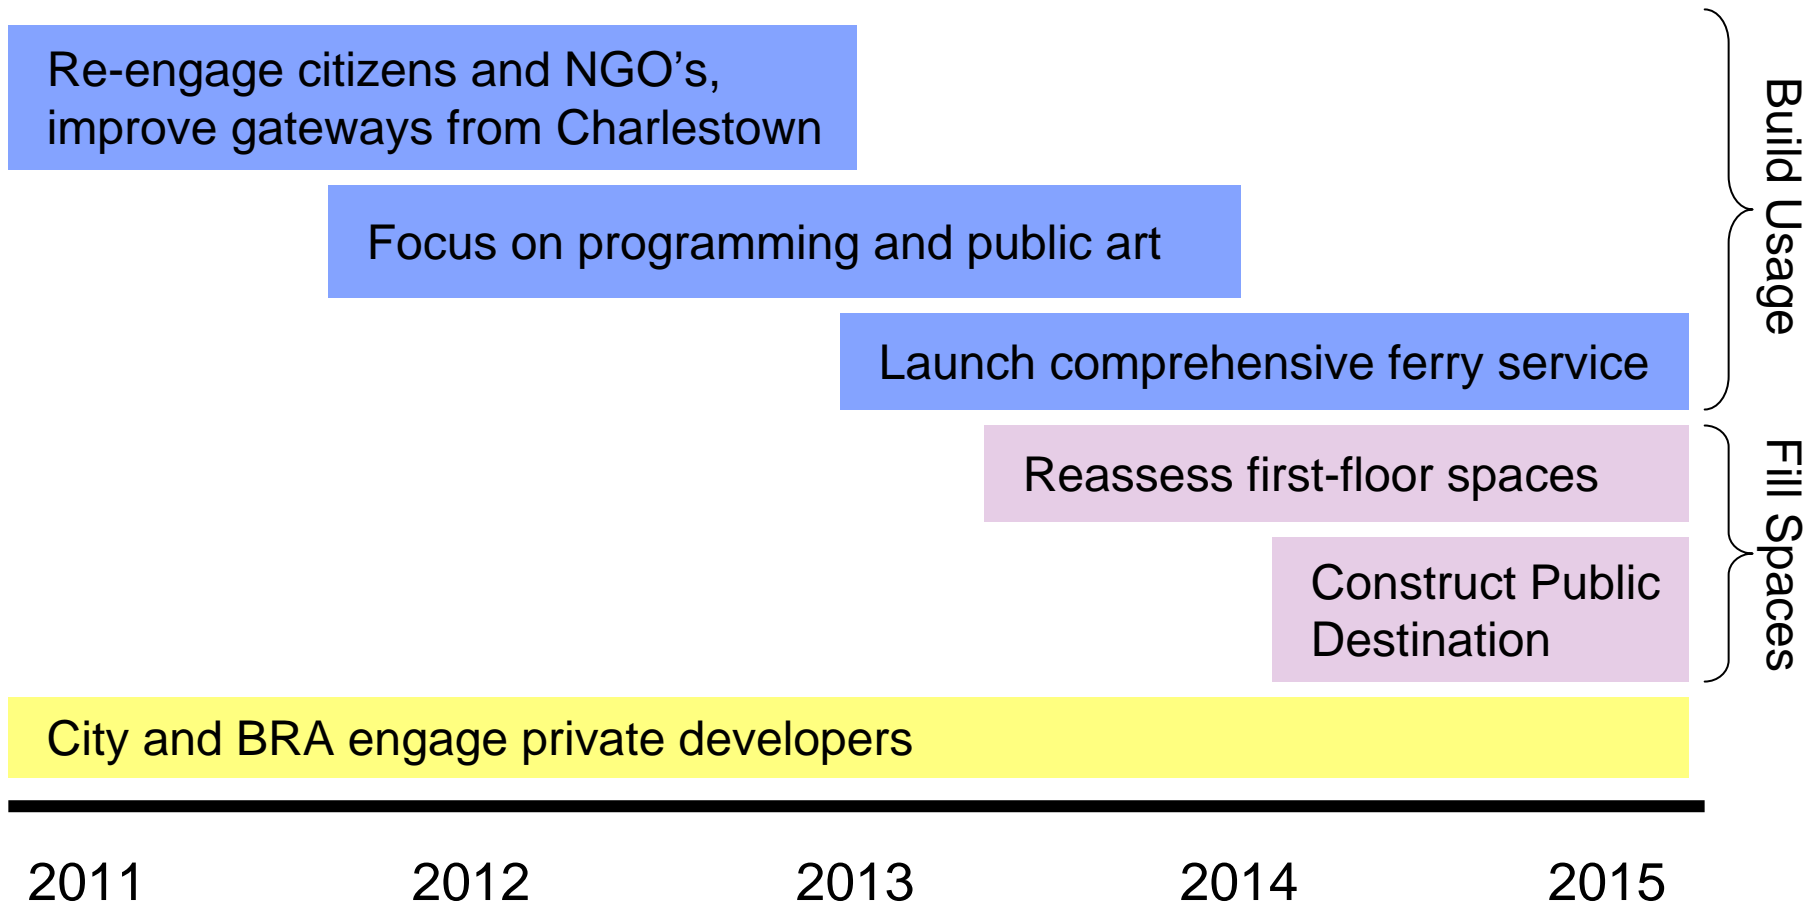 Re-engage citizens and NGO’s,
improve gateways from Charlestown
Focus on programming and public art
Launch comprehensive ferry service
Build Usage
Reassess first-floor spaces
Construct Public
Destination
Fill Spaces
City and BRA engage private developers
2011 2012 2013 2014 2015